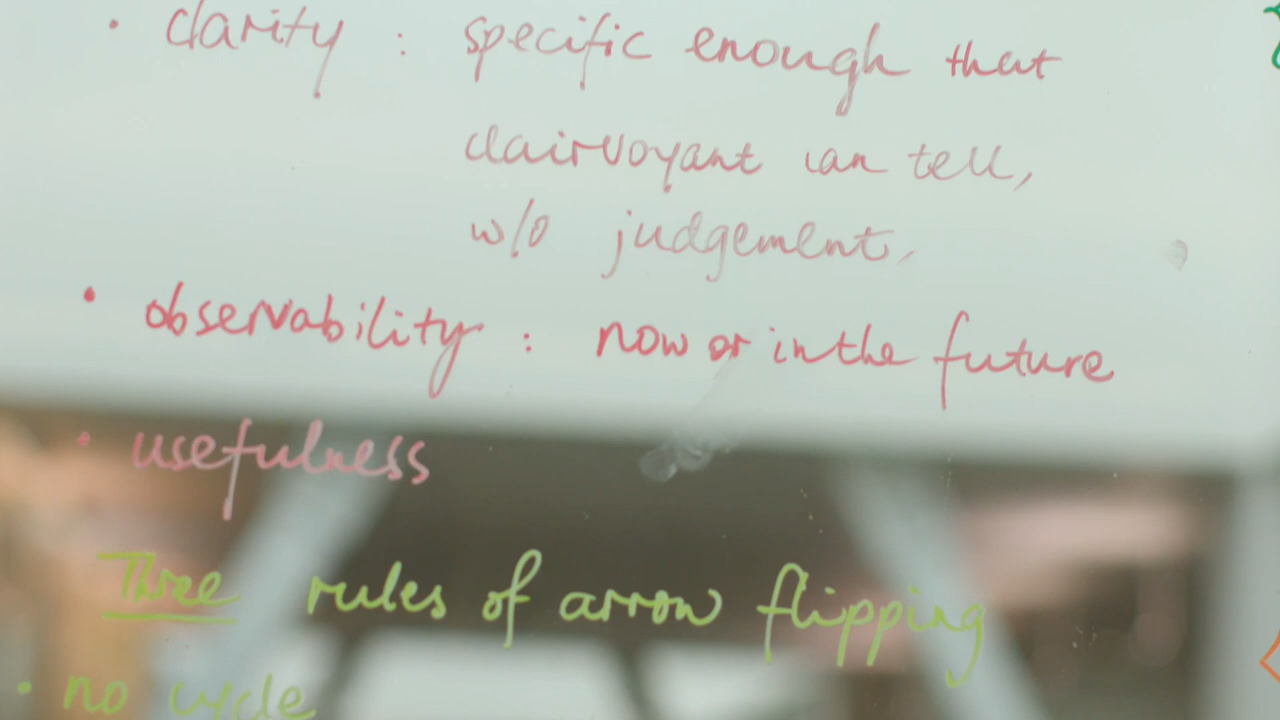 • clarity : specific enough that
clairvoyant can tell,
w/o judgement.
• observability : now or in the future
• usefulness
Three rules of arrow flipping
• no cycle